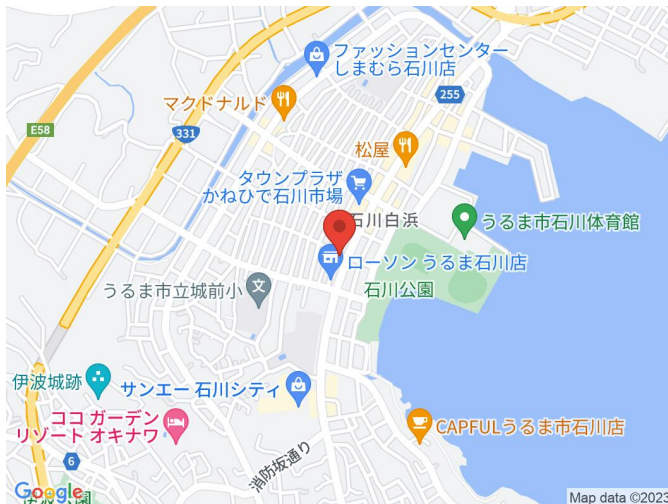 ファッションセンター
しまむら石川店
マクドナルド
255
E58
331
松屋
タウンプラザ
かねひで石川市場
石川白浜
うるま市石川体育館
ローソン うるま石川店
うるま市立城前小
文
石川公園
伊波城跡
サンエー 石川シティ
ココ ガーデン
リゾート オキナワ
CAPFULうるま市石川店
消防坂通り
6
Google
Map data ©202